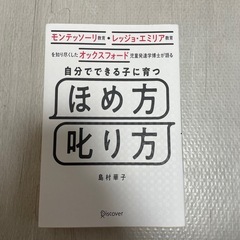 モンテッソーリ教育・レッジョ・エミリア教育
を知り尽くしたオックスフォード児童発達学博士が語る
自分でできる子に育つ
ほめ方
叱り方
島村華子
Discover